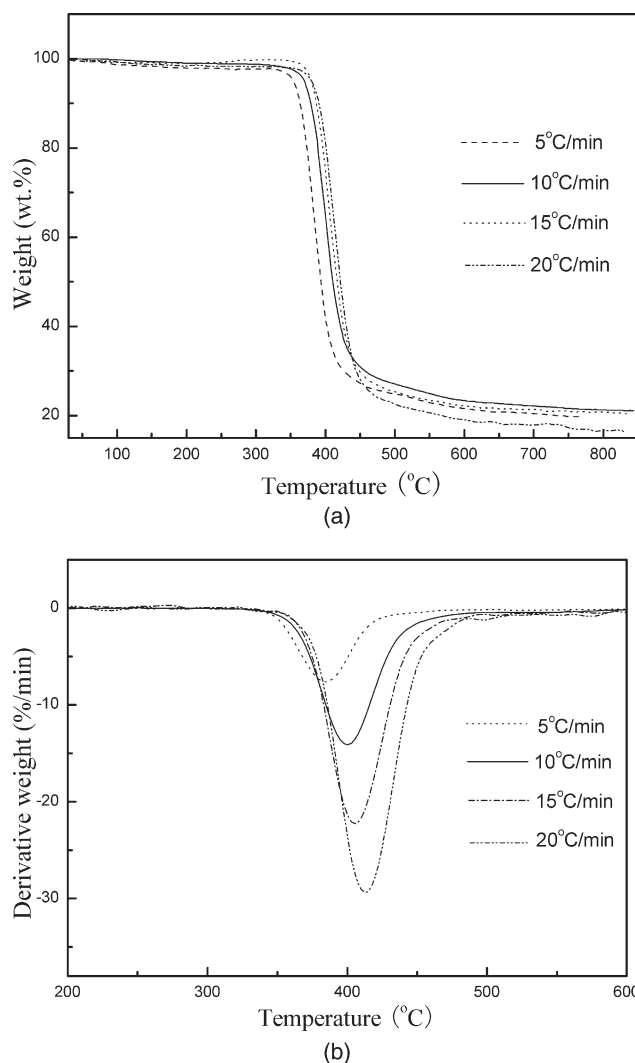 100
80
60
40
20
Weight (wt.%)
5°C/min
10°C/min
15°C/min
20°C/min
100 200 300 400 500 600 700 800
Temperature (°C)
(a)
0
-10
-20
-30
Derivative weight (%/min)
5°C/min
10°C/min
15°C/min
20°C/min
200 300 400 500 600
Temperature (°C)
(b)